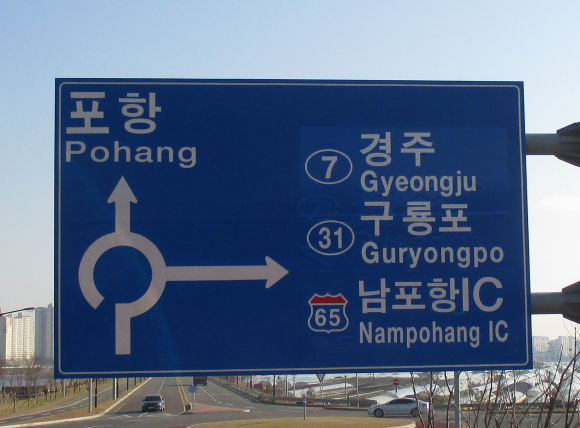 포항
Pohang
7 경주
Gyeongju
31 구룡포
Guryongpo
65 남포항IC
Nampohang IC